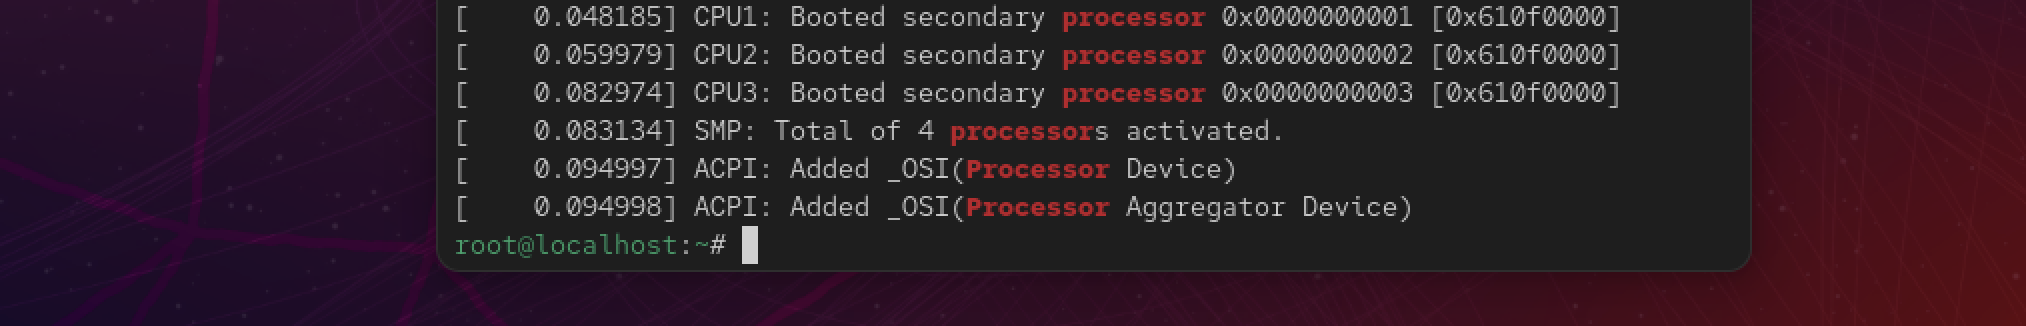 [    0.048185] CPU1: Booted secondary processor 0x0000000001 [0x610f0000]
[    0.059979] CPU2: Booted secondary processor 0x0000000002 [0x610f0000]
[    0.082974] CPU3: Booted secondary processor 0x0000000003 [0x610f0000]
[    0.083134] SMP: Total of 4 processors activated.
[    0.094997] ACPI: Added _OSI(Processor Device)
[    0.094998] ACPI: Added _OSI(Processor Aggregator Device)
root@localhost:~#